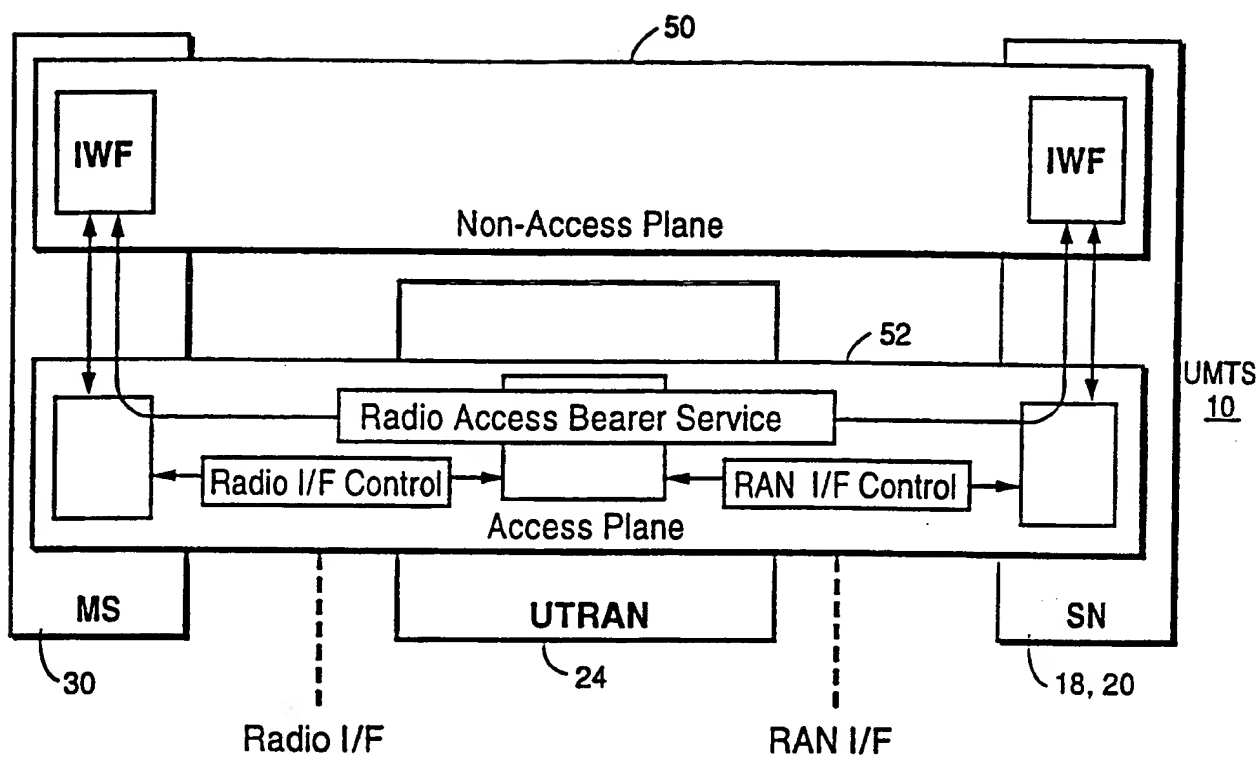 50
IWF
IWF
Non-Access Plane
52
UMTS
10
Radio Access Bearer Service
Radio I/F Control
RAN I/F Control
Access Plane
MS
UTRAN
SN
30
24
18, 20
Radio I/F
RAN I/F